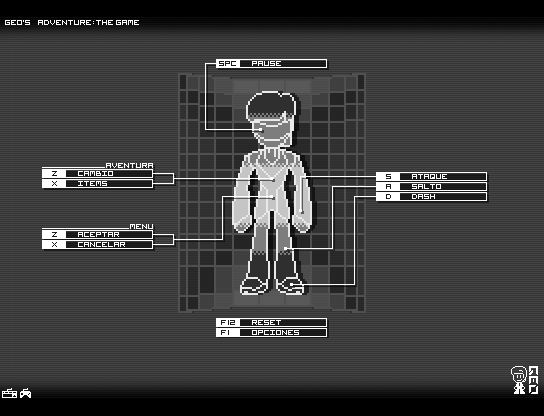 GEO'S ADVENTURE: THE GAME
SPC PAUSE
AVENTURA
Z CAMBIO
X ITEMS
S ATAQUE
A SALTO
D DASH
MENU
Z ACEPTAR
X CANCELAR
F12 RESET
F1 OPCIONES
GEO